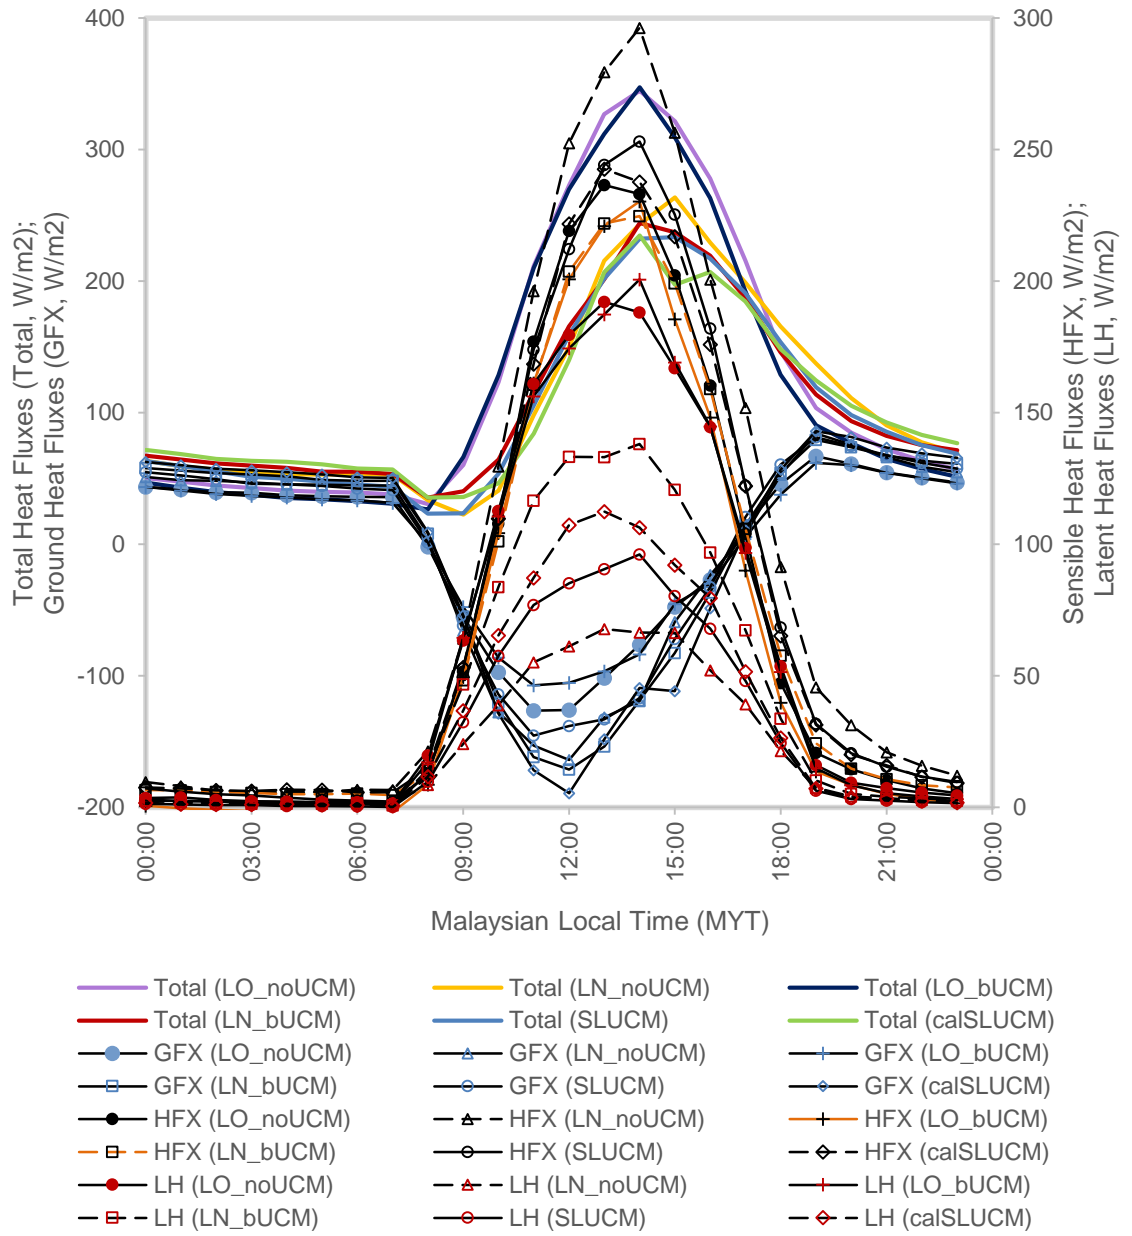 Total Heat Fluxes (Total, W/m2);
Ground Heat Fluxes (GFX, W/m2)
400
300
200
100
0
-100
-200
300
250
200
150
100
50
0
Sensible Heat Fluxes (HFX, W/m2);
Latent Heat Fluxes (LH, W/m2)
00:00
03:00
06:00
09:00
12:00
15:00
18:00
21:00
00:00
Malaysian Local Time (MYT)
Total (LO_noUCM) Total (LN_noUCM) Total (LO_bUCM)
Total (LN_bUCM) Total (SLUCM) Total (calSLUCM)
GFX (LO_noUCM) GFX (LN_noUCM) GFX (LO_bUCM)
GFX (LN_bUCM) GFX (SLUCM) GFX (calSLUCM)
HFX (LO_noUCM) HFX (LN_noUCM) HFX (LO_bUCM)
HFX (LN_bUCM) HFX (SLUCM) HFX (calSLUCM)
LH (LO_noUCM) LH (LN_noUCM) LH (LO_bUCM)
LH (LN_bUCM) LH (SLUCM) LH (calSLUCM)